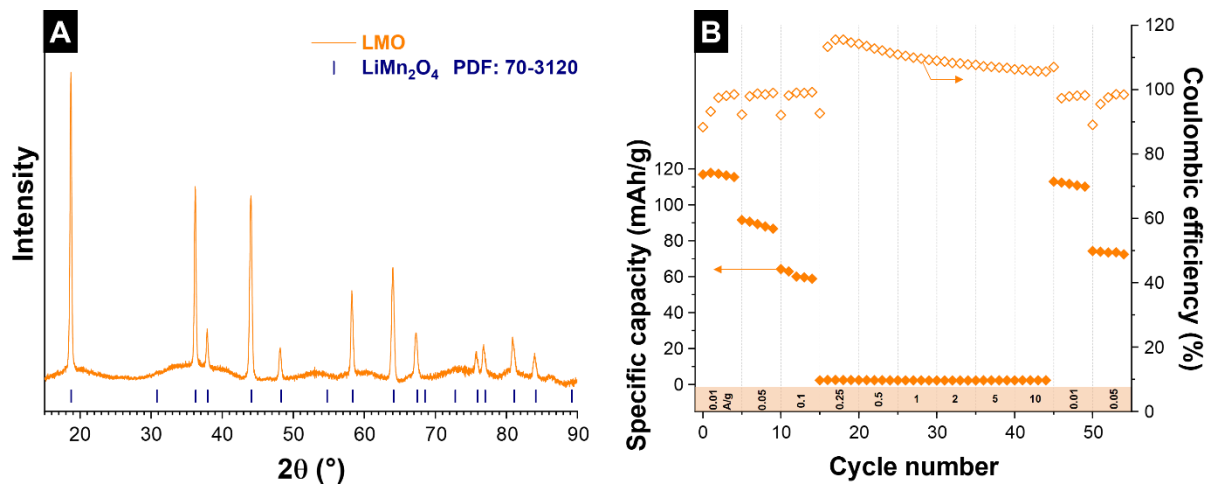 A
LMO
LiMn₂O₄ PDF: 70-3120
Intensity
20 30 40 50 60 70 80 90
2θ (°)
B
Specific capacity (mAh/g)
120
100
80
60
40
20
0
0.01 A/g 0.05 0.1 0.25 0.5 1 2 5 10 0.01 0.05
0 10 20 30 40 50
Cycle number
120
100
80
60
40
20
0
Coulombic efficiency (%)